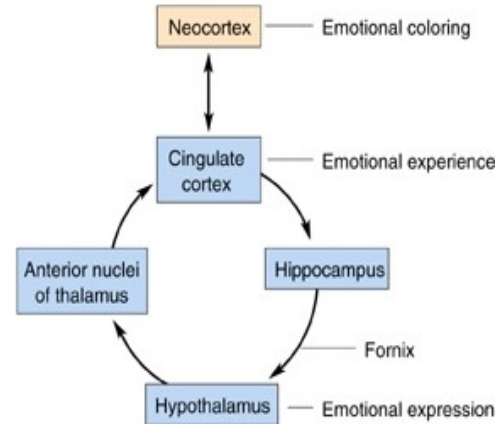 Neocortex
Emotional coloring
Cingulate
cortex
Emotional experience
Anterior nuclei
of thalamus
Hippocampus
Fornix
Hypothalamus
Emotional expression